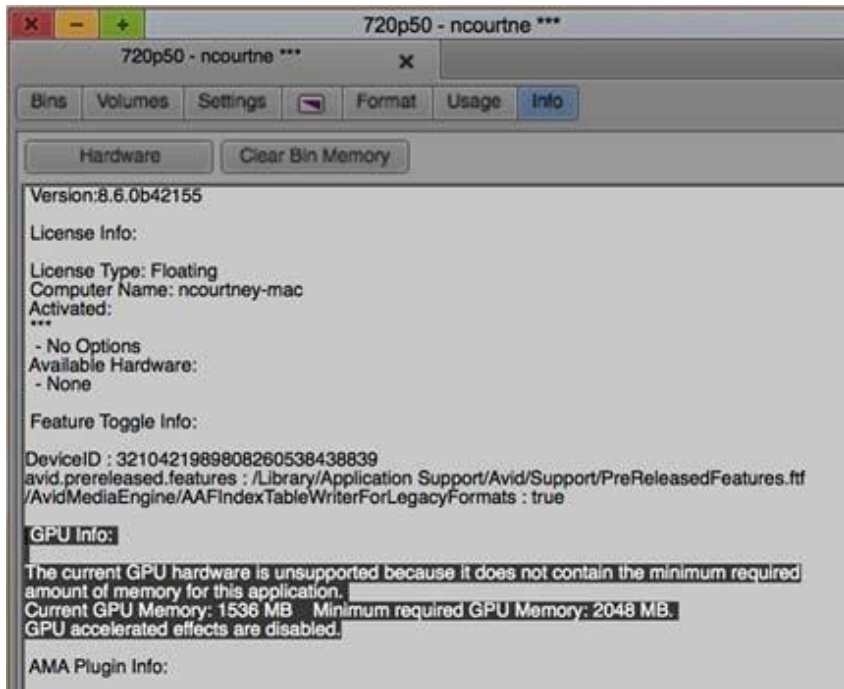 720p50 - ncourtne ***
720p50 - ncourtne ***
Bins Volumes Settings Format Usage Info
Hardware Clear Bin Memory
Version:8.6.0b42155
License Info:
License Type: Floating
Computer Name: ncourtney-mac
Activated:
***
- No Options
Available Hardware:
- None
Feature Toggle Info:
DeviceID : 32104219898082605384388​39
avid.prereleased.features : /Library/Application Support/Avid/Support/PreReleasedFeatures.ftf
/AvidMediaEngine/AAFIndexTableWriterForLegacyFormats : true
GPU Info:
The current GPU hardware is unsupported because it does not contain the minimum required
amount of memory for this application.
Current GPU Memory: 1536 MB Minimum required GPU Memory: 2048 MB.
GPU accelerated effects are disabled.
AMA Plugin Info: